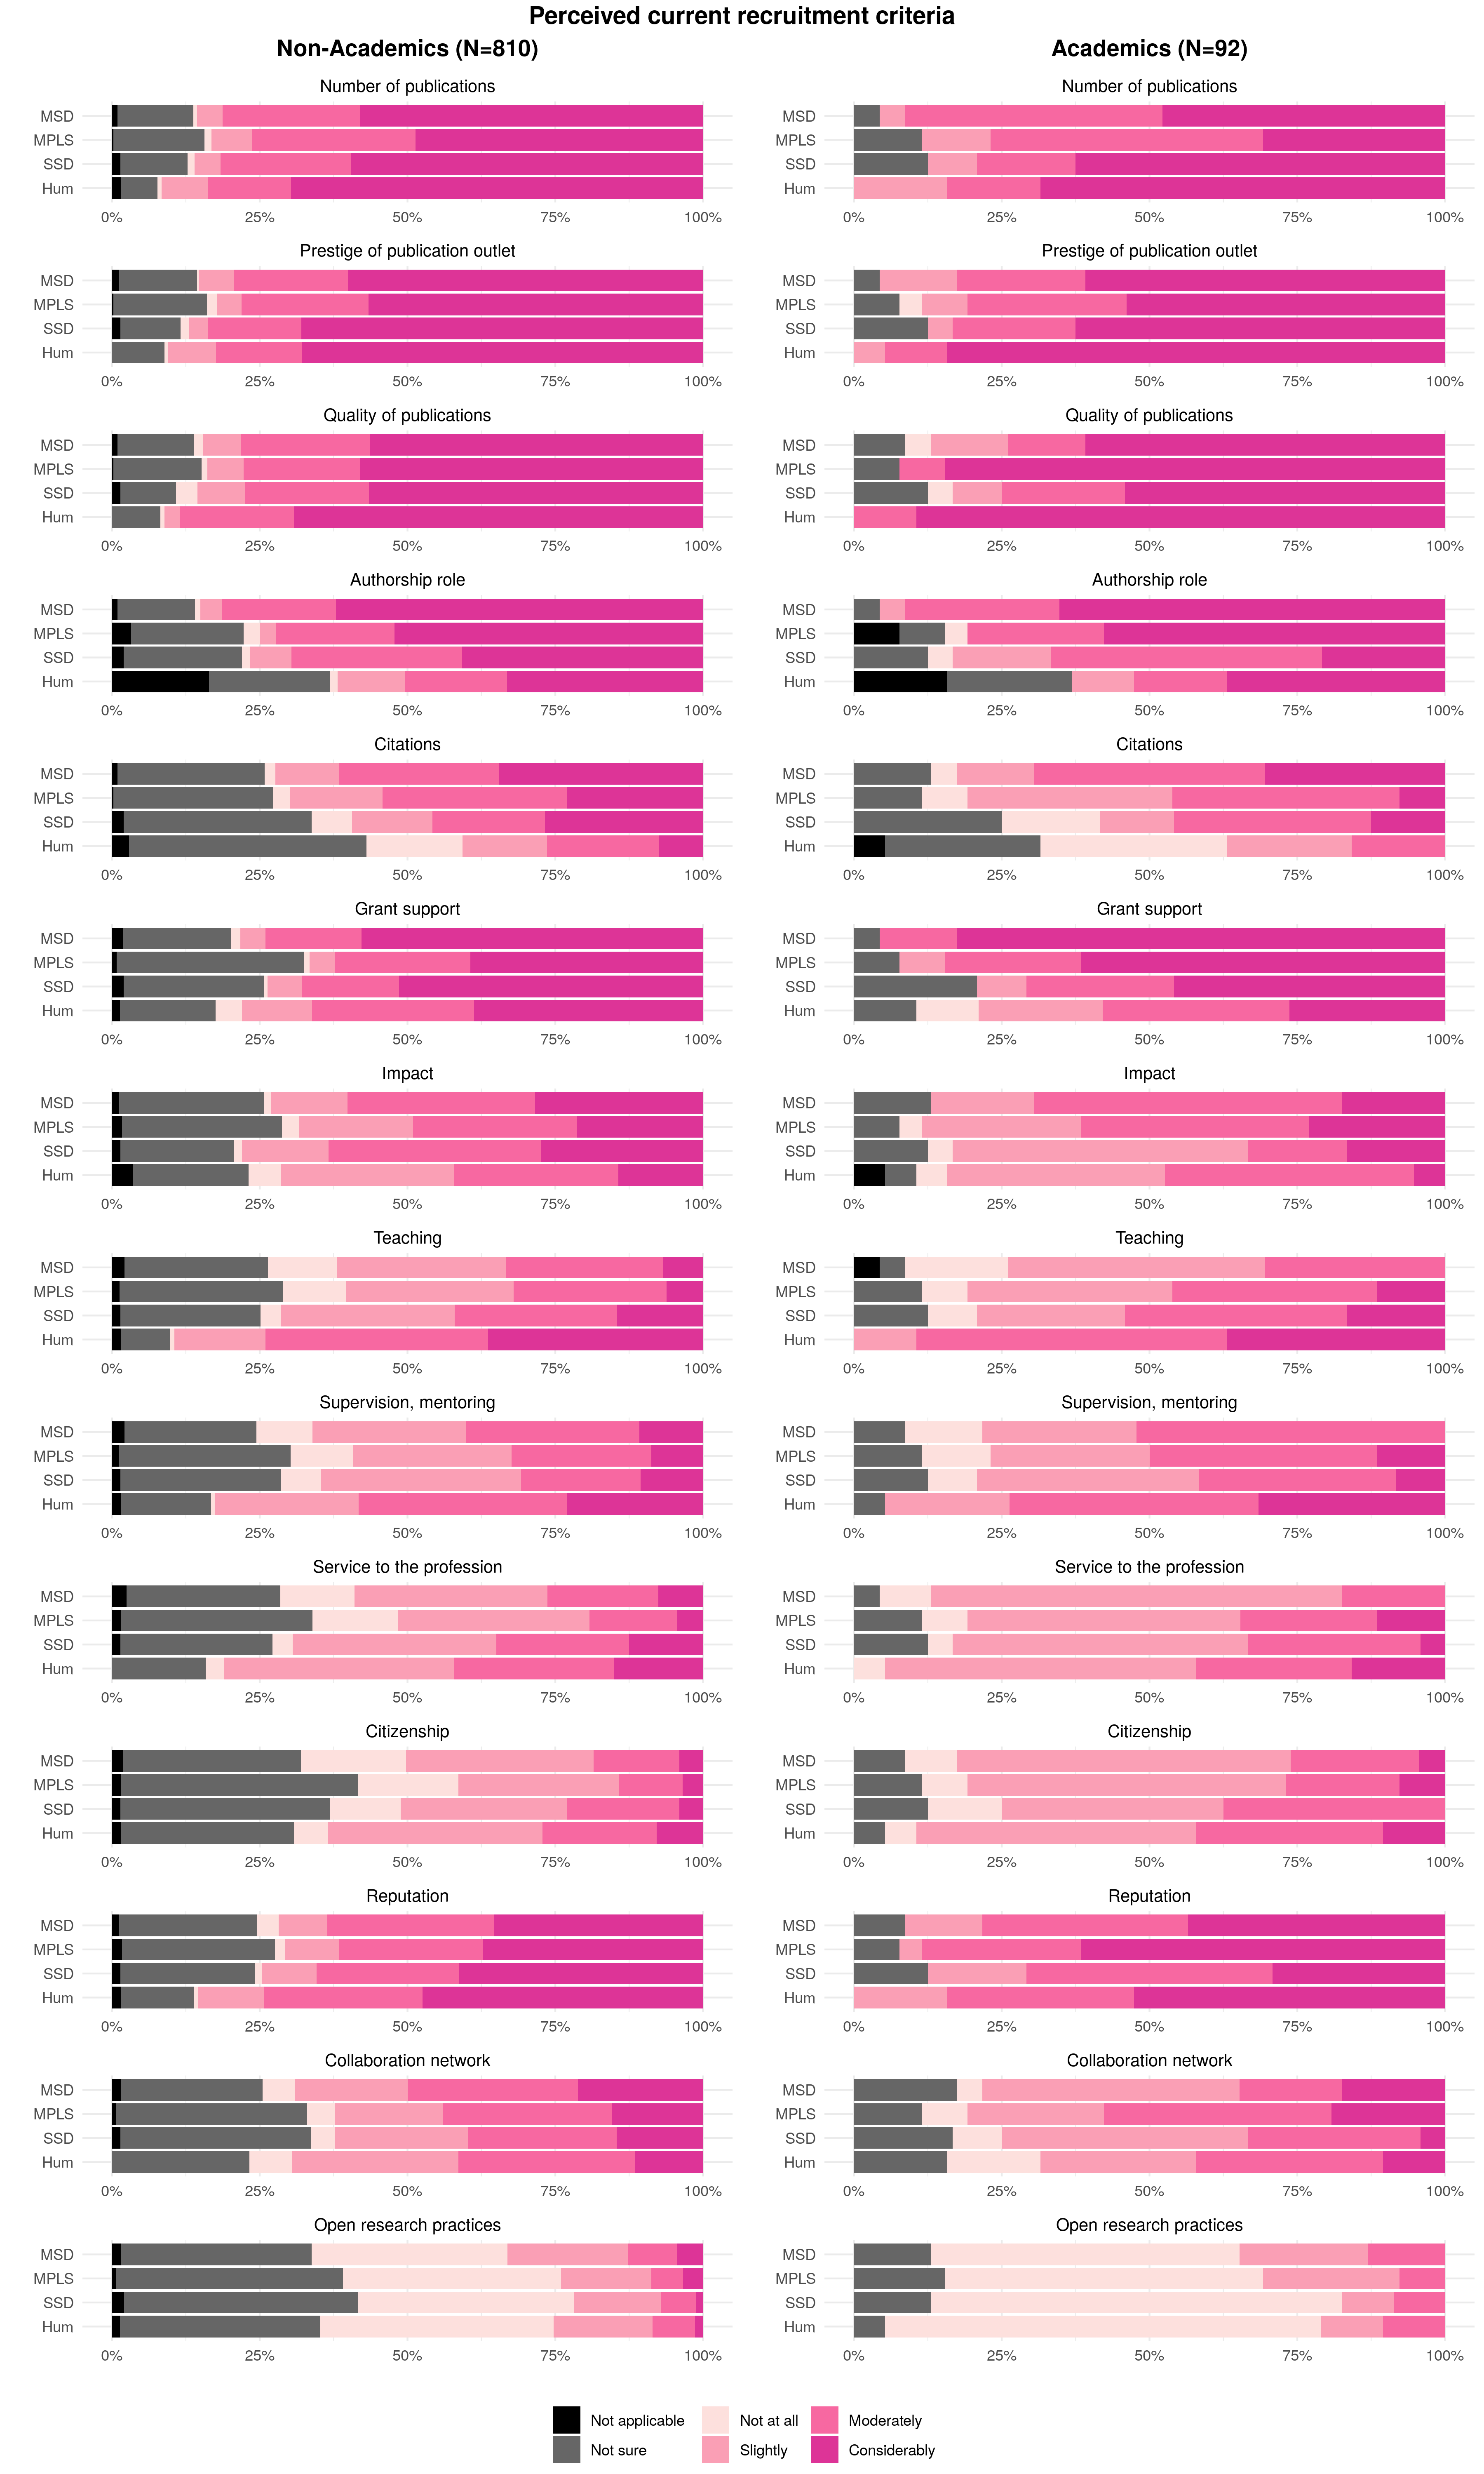 Perceived current recruitment criteria
Non-Academics (N=810)
Academics (N=92)
Number of publications
MSD
MPLS
SSD
Hum
0% 25% 50% 75% 100%
Number of publications
MSD
MPLS
SSD
Hum
0% 25% 50% 75% 100%
Prestige of publication outlet
MSD
MPLS
SSD
Hum
0% 25% 50% 75% 100%
Prestige of publication outlet
MSD
MPLS
SSD
Hum
0% 25% 50% 75% 100%
Quality of publications
MSD
MPLS
SSD
Hum
0% 25% 50% 75% 100%
Quality of publications
MSD
MPLS
SSD
Hum
0% 25% 50% 75% 100%
Authorship role
MSD
MPLS
SSD
Hum
0% 25% 50% 75% 100%
Authorship role
MSD
MPLS
SSD
Hum
0% 25% 50% 75% 100%
Citations
MSD
MPLS
SSD
Hum
0% 25% 50% 75% 100%
Citations
MSD
MPLS
SSD
Hum
0% 25% 50% 75% 100%
Grant support
MSD
MPLS
SSD
Hum
0% 25% 50% 75% 100%
Grant support
MSD
MPLS
SSD
Hum
0% 25% 50% 75% 100%
Impact
MSD
MPLS
SSD
Hum
0% 25% 50% 75% 100%
Impact
MSD
MPLS
SSD
Hum
0% 25% 50% 75% 100%
Teaching
MSD
MPLS
SSD
Hum
0% 25% 50% 75% 100%
Teaching
MSD
MPLS
SSD
Hum
0% 25% 50% 75% 100%
Supervision, mentoring
MSD
MPLS
SSD
Hum
0% 25% 50% 75% 100%
Supervision, mentoring
MSD
MPLS
SSD
Hum
0% 25% 50% 75% 100%
Service to the profession
MSD
MPLS
SSD
Hum
0% 25% 50% 75% 100%
Service to the profession
MSD
MPLS
SSD
Hum
0% 25% 50% 75% 100%
Citizenship
MSD
MPLS
SSD
Hum
0% 25% 50% 75% 100%
Citizenship
MSD
MPLS
SSD
Hum
0% 25% 50% 75% 100%
Reputation
MSD
MPLS
SSD
Hum
0% 25% 50% 75% 100%
Reputation
MSD
MPLS
SSD
Hum
0% 25% 50% 75% 100%
Collaboration network
MSD
MPLS
SSD
Hum
0% 25% 50% 75% 100%
Collaboration network
MSD
MPLS
SSD
Hum
0% 25% 50% 75% 100%
Open research practices
MSD
MPLS
SSD
Hum
0% 25% 50% 75% 100%
Open research practices
MSD
MPLS
SSD
Hum
0% 25% 50% 75% 100%
Not applicable Not at all Moderately
Not sure Slightly Considerably